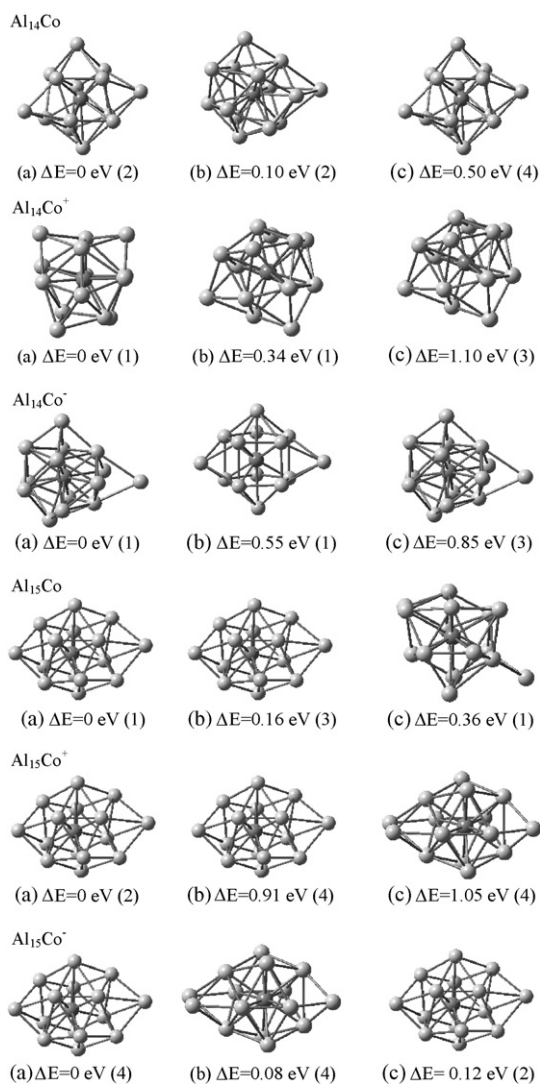 Al₁₄Co
(a) ΔE=0 eV (2) (b) ΔE=0.10 eV (2) (c) ΔE=0.50 eV (4)
Al₁₄Co⁺
(a) ΔE=0 eV (1) (b) ΔE=0.34 eV (1) (c) ΔE=1.10 eV (3)
Al₁₄Co⁻
(a) ΔE=0 eV (1) (b) ΔE=0.55 eV (1) (c) ΔE=0.85 eV (3)
Al₁₅Co
(a) ΔE=0 eV (1) (b) ΔE=0.16 eV (3) (c) ΔE=0.36 eV (1)
Al₁₅Co⁺
(a) ΔE=0 eV (2) (b) ΔE=0.91 eV (4) (c) ΔE=1.05 eV (4)
Al₁₅Co⁻
(a) ΔE=0 eV (4) (b) ΔE=0.08 eV (4) (c) ΔE= 0.12 eV (2)